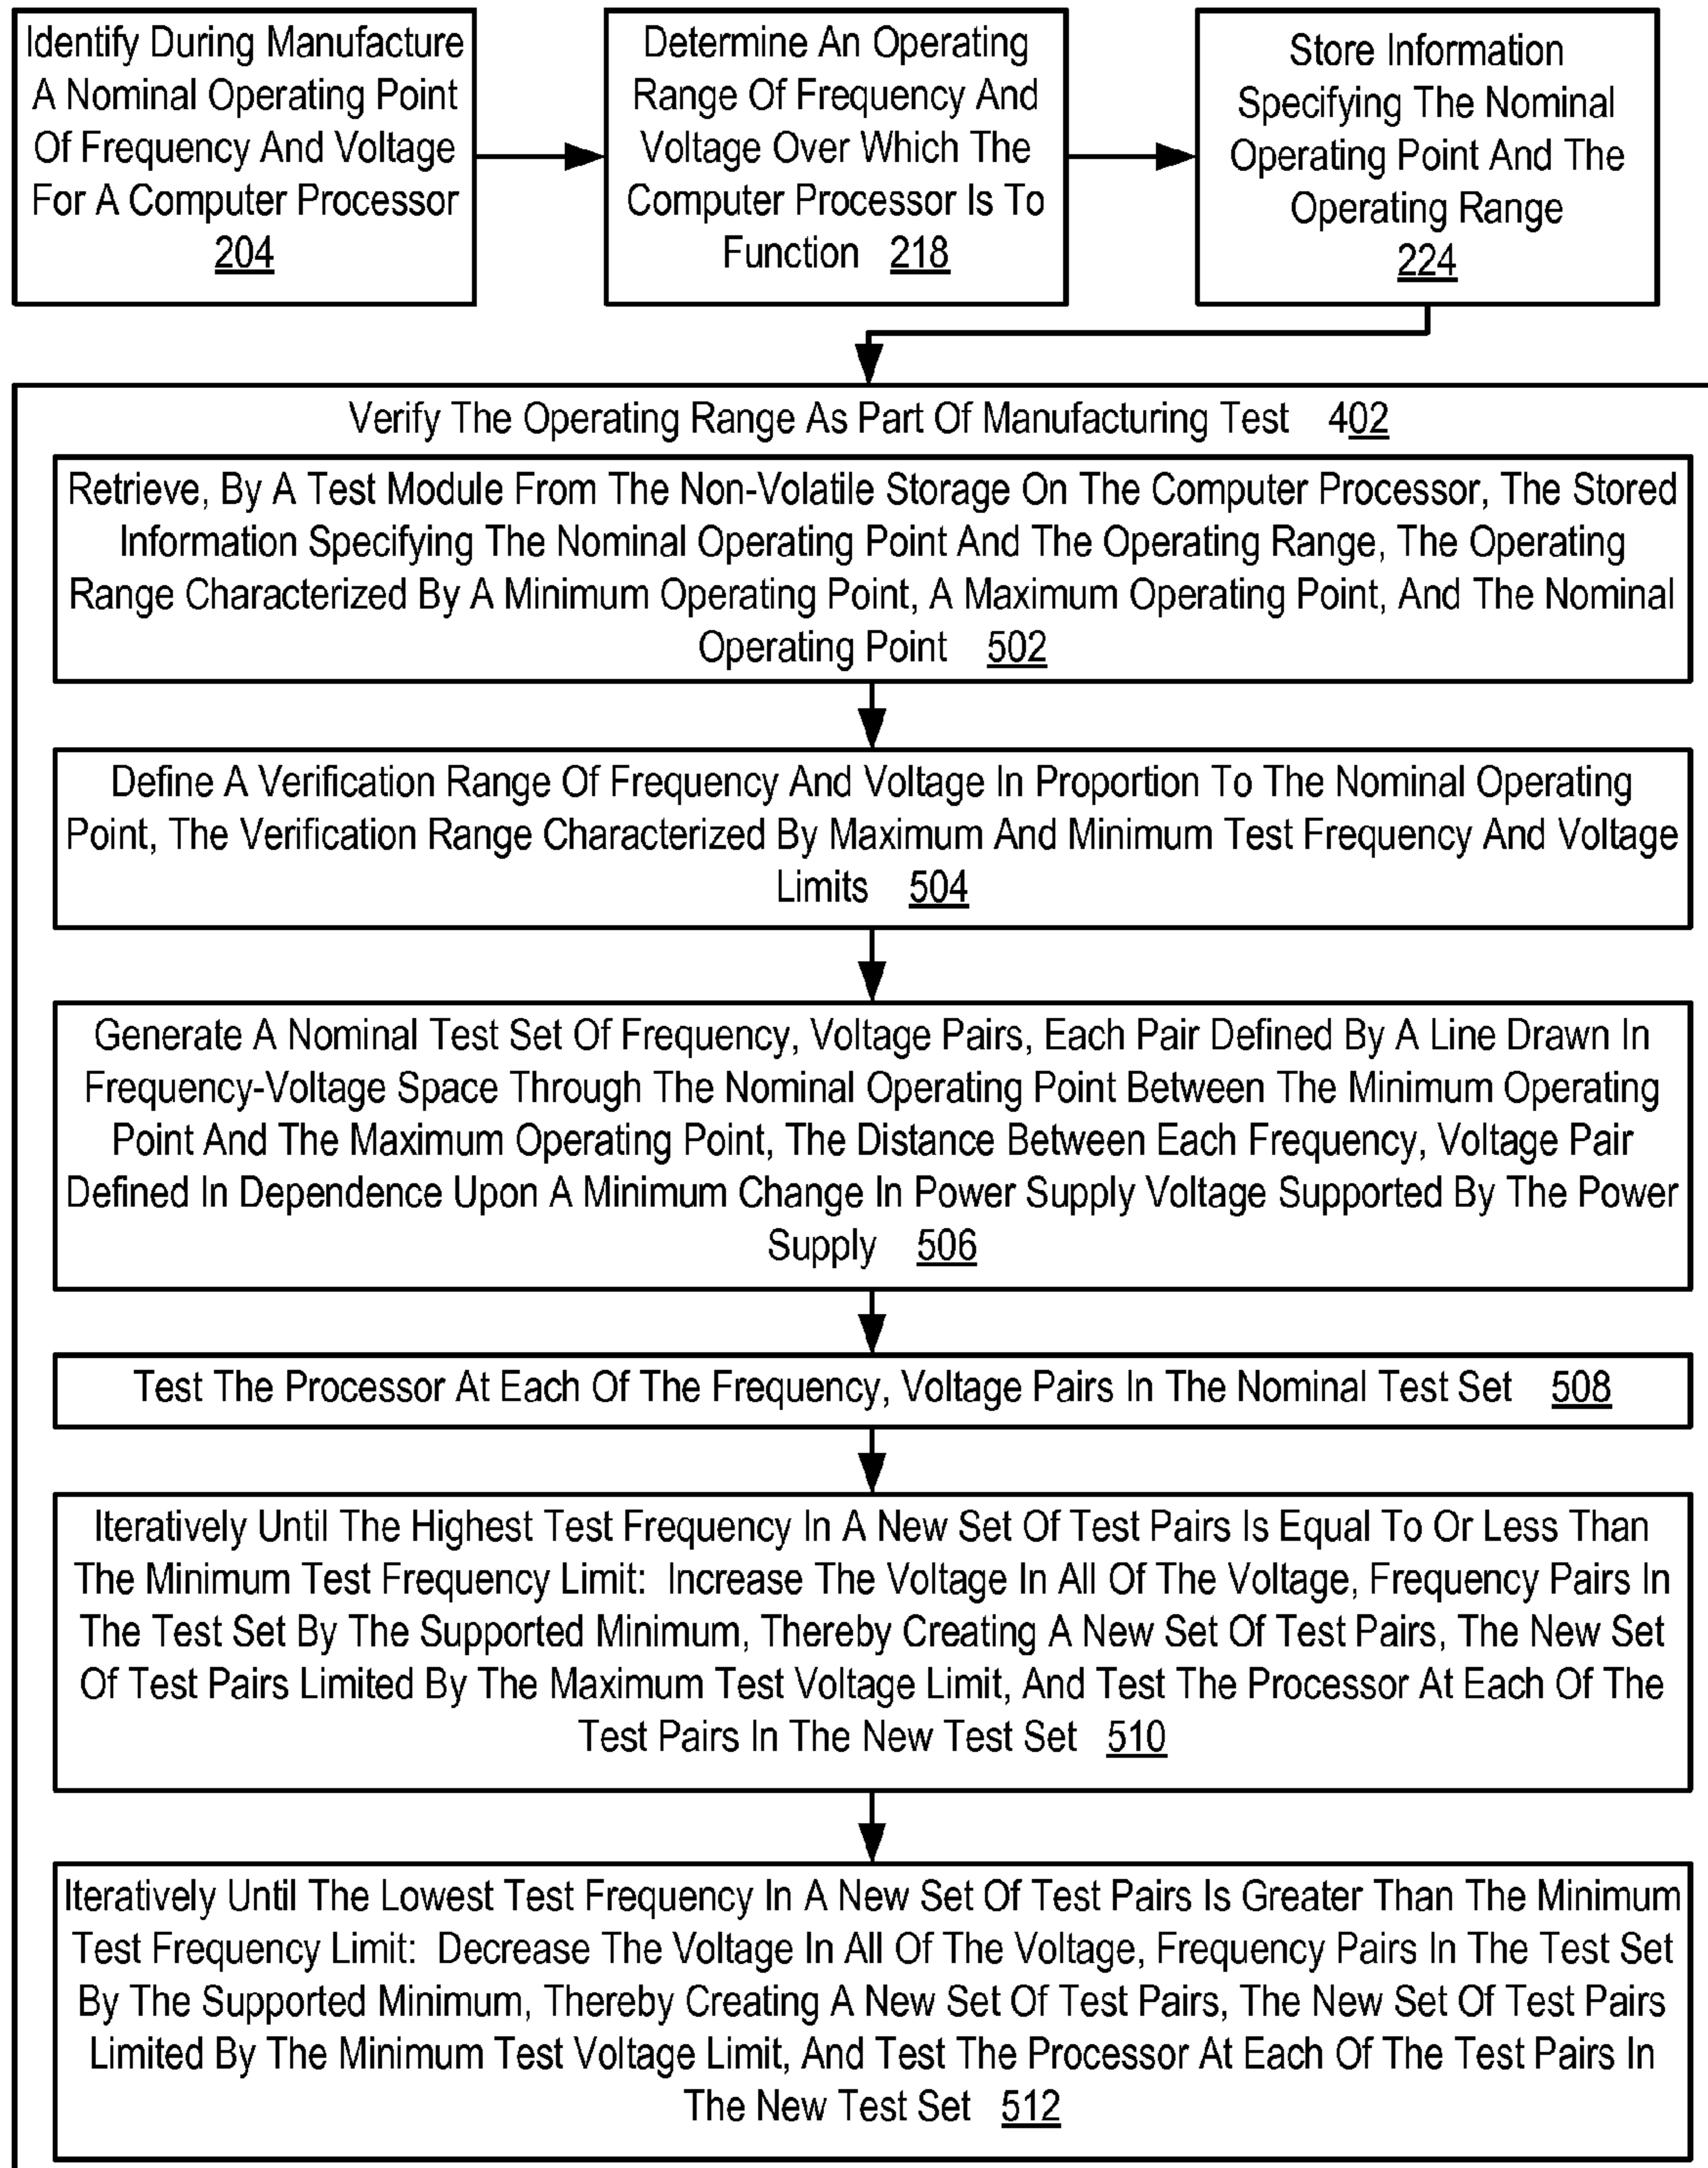 Identify During Manufacture
A Nominal Operating Point
Of Frequency And Voltage
For A Computer Processor
204
Determine An Operating
Range Of Frequency And
Voltage Over Which The
Computer Processor Is To
Function 218
Store Information
Specifying The Nominal
Operating Point And The
Operating Range
224
Verify The Operating Range As Part Of Manufacturing Test 402
Retrieve, By A Test Module From The Non-Volatile Storage On The Computer Processor, The Stored
Information Specifying The Nominal Operating Point And The Operating Range, The Operating
Range Characterized By A Minimum Operating Point, A Maximum Operating Point, And The Nominal
Operating Point 502
Define A Verification Range Of Frequency And Voltage In Proportion To The Nominal Operating
Point, The Verification Range Characterized By Maximum And Minimum Test Frequency And Voltage
Limits 504
Generate A Nominal Test Set Of Frequency, Voltage Pairs, Each Pair Defined By A Line Drawn In
Frequency-Voltage Space Through The Nominal Operating Point Between The Minimum Operating
Point And The Maximum Operating Point, The Distance Between Each Frequency, Voltage Pair
Defined In Dependence Upon A Minimum Change In Power Supply Voltage Supported By The Power
Supply 506
Test The Processor At Each Of The Frequency, Voltage Pairs In The Nominal Test Set 508
Iteratively Until The Highest Test Frequency In A New Set Of Test Pairs Is Equal To Or Less Than
The Minimum Test Frequency Limit: Increase The Voltage In All Of The Voltage, Frequency Pairs In
The Test Set By The Supported Minimum, Thereby Creating A New Set Of Test Pairs, The New Set
Of Test Pairs Limited By The Maximum Test Voltage Limit, And Test The Processor At Each Of The
Test Pairs In The New Test Set 510
Iteratively Until The Lowest Test Frequency In A New Set Of Test Pairs Is Greater Than The Minimum
Test Frequency Limit: Decrease The Voltage In All Of The Voltage, Frequency Pairs In The Test Set
By The Supported Minimum, Thereby Creating A New Set Of Test Pairs, The New Set Of Test Pairs
Limited By The Minimum Test Voltage Limit, And Test The Processor At Each Of The Test Pairs In
The New Test Set 512